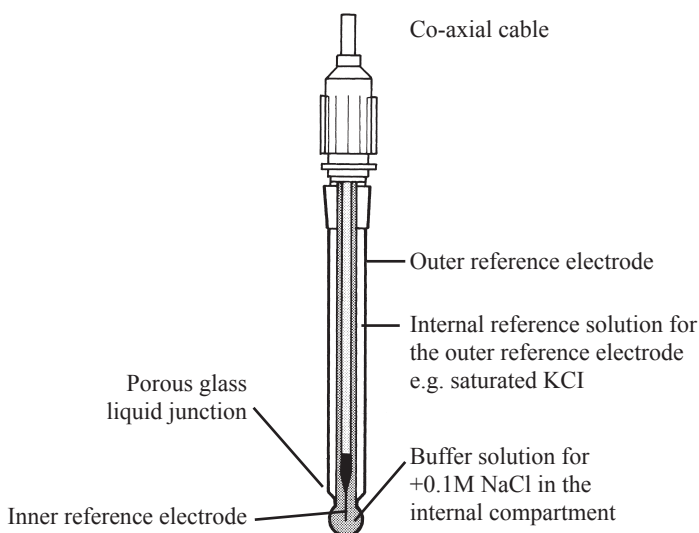 Co-axial cable
Outer reference electrode
Internal reference solution for
the outer reference electrode
e.g. saturated KCI
Porous glass
liquid junction
Buffer solution for
+0.1M NaCl in the
internal compartment
Inner reference electrode